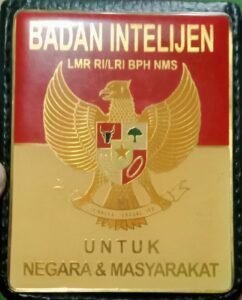 BADAN INTELIJEN
LMR RI/LRI BPH NMS
UNTUK
NEGARA & MASYARAKAT